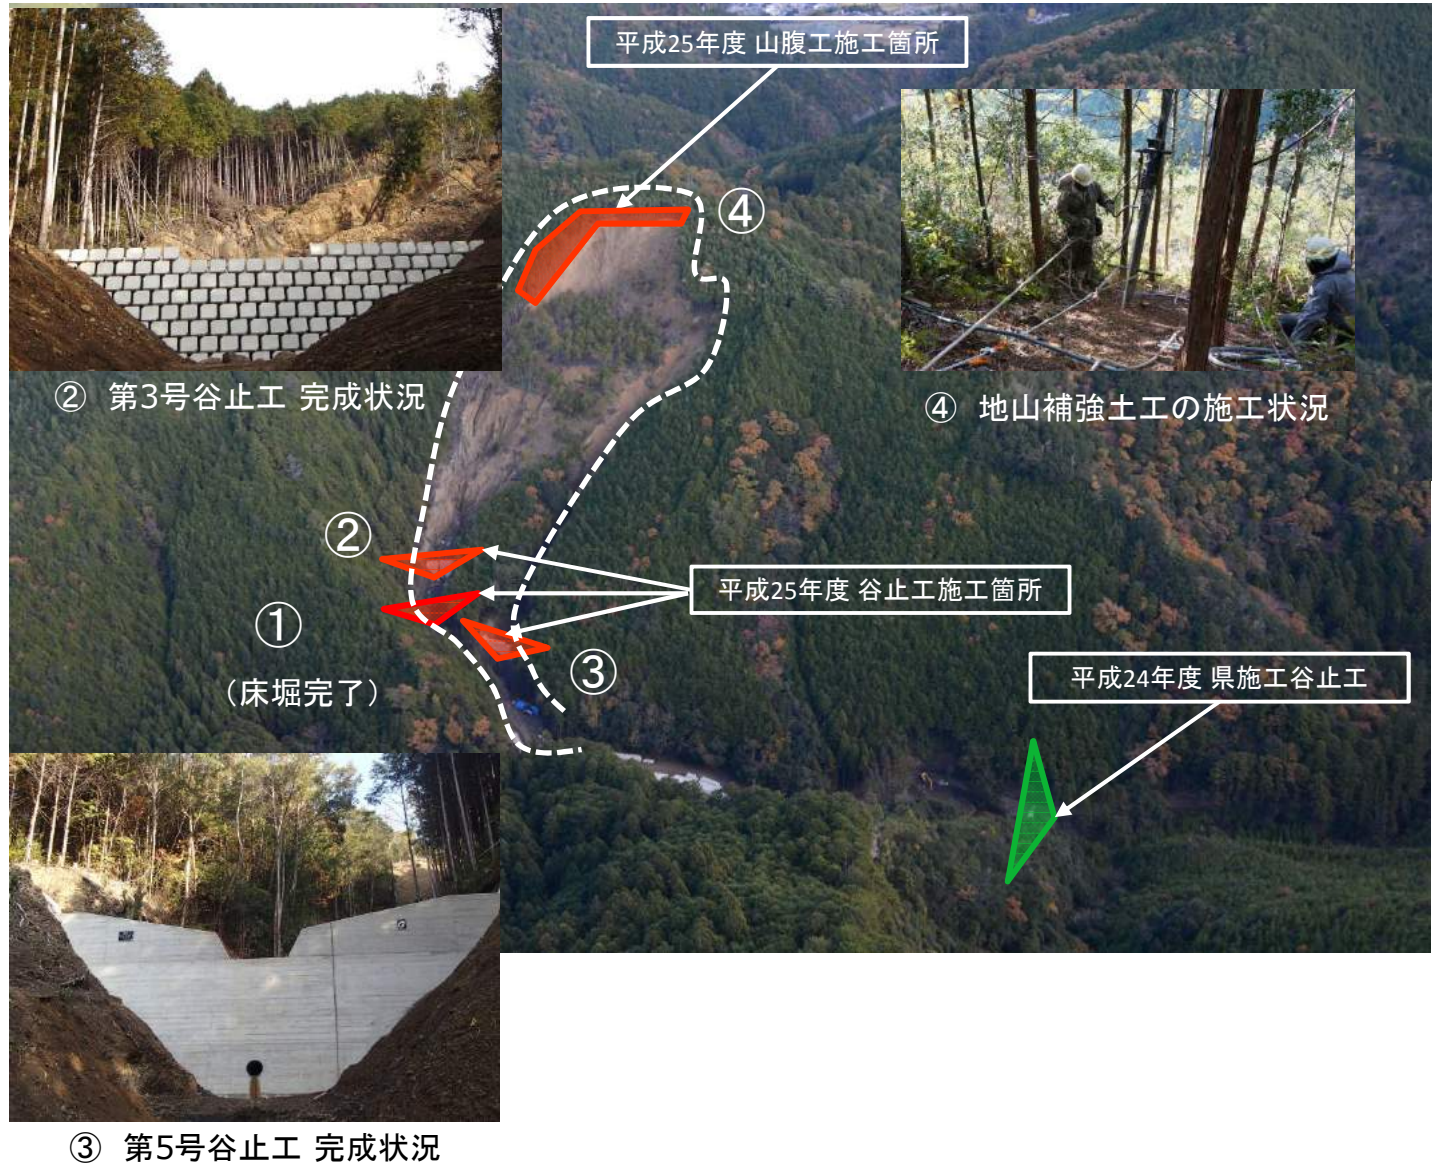 平成25年度 山腹工施工箇所
④
② 第3号谷止工 完成状況
④ 地山補強土工の施工状況
②
平成25年度 谷止工施工箇所
①
(床堀完了)
③
平成24年度 県施工谷止工
③ 第5号谷止工 完成状況